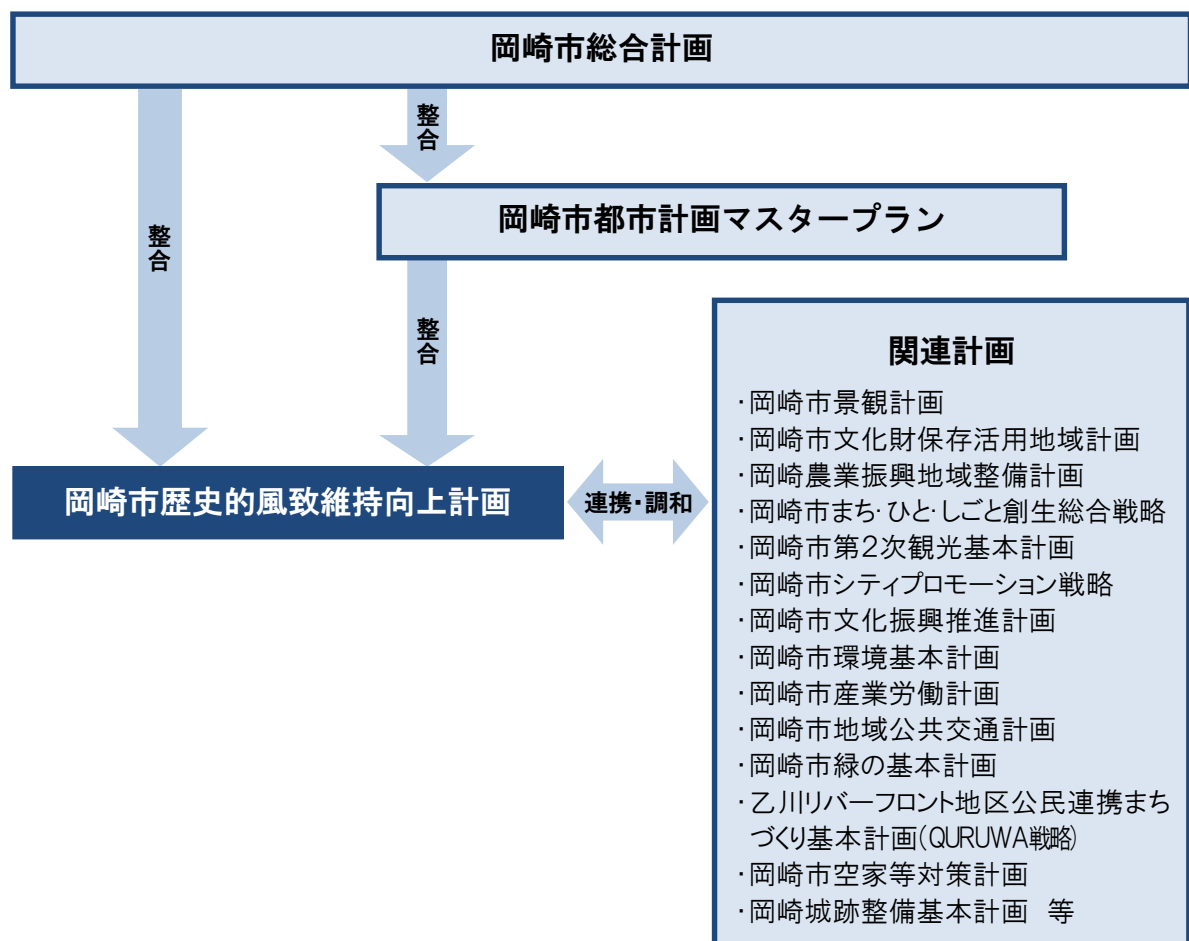 岡崎市総合計画
整合
岡崎市都市計画マスタープラン
整合
整合
関連計画
・岡崎市景観計画
・岡崎市文化財保存活用地域計画
・岡崎農業振興地域整備計画
・岡崎市まち・ひと・しごと創生総合戦略
・岡崎市第2次観光基本計画
・岡崎市シティプロモーション戦略
・岡崎市文化振興推進計画
・岡崎市環境基本計画
・岡崎市産業労働計画
・岡崎市地域公共交通計画
・岡崎市緑の基本計画
・乙川リバーフロント地区公民連携まち
づくり基本計画(QURUWA戦略)
・岡崎市空家等対策計画
・岡崎城跡整備基本計画　等
岡崎市歴史的風致維持向上計画
連携・調和